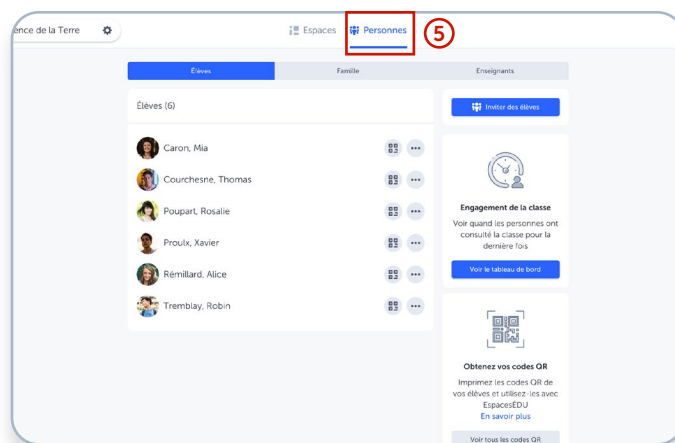 ence de la Terre
Espaces
Personnes
5
Élèves
Famille
Enseignants
Élèves (6)
Caron, Mia
Courchesne, Thomas
Poupart, Rosalie
Proulx, Xavier
Rémillard, Alice
Tremblay, Robin
Inviter des élèves
Engagement de la classe
Voir quand les personnes ont
consulté la classe pour la
dernière fois
Voir le tableau de bord
Obtenez vos codes QR
Imprimez les codes QR de
vos élèves et utilisez-les avec
EspacesÉDU
En savoir plus
Voir tous les codes QR